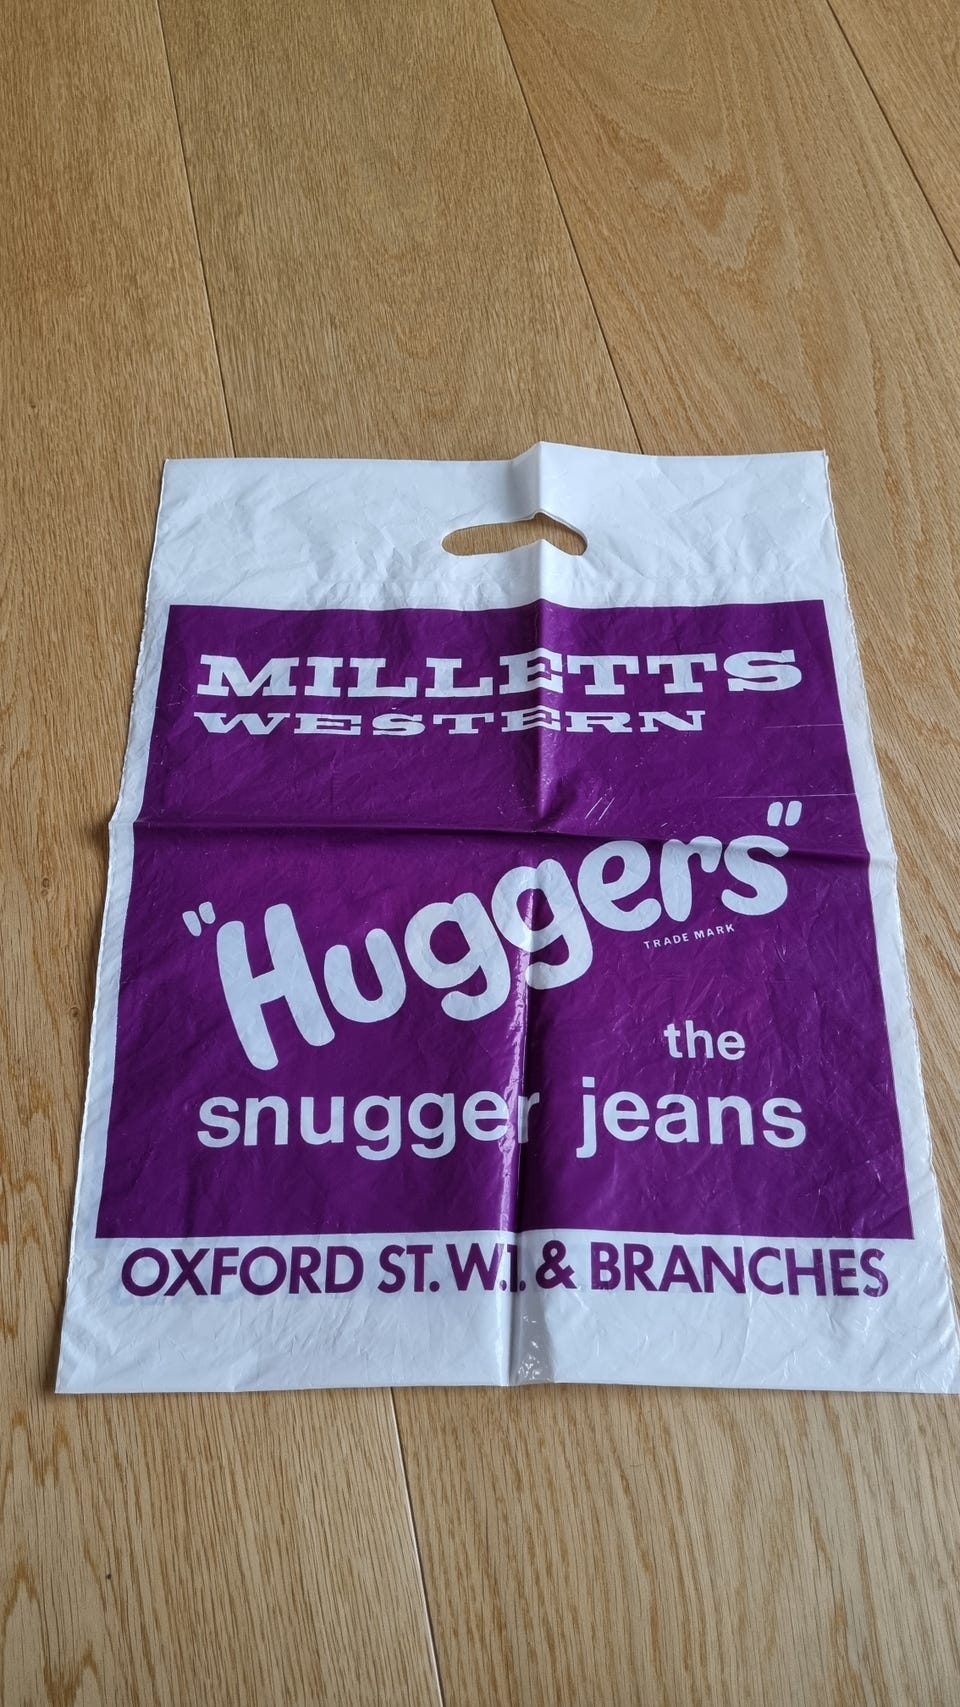 MILLETTS
WESTERN
"Huggers"
TRADE MARK
the
snugger jeans
OXFORD ST. W.1. & BRANCHES